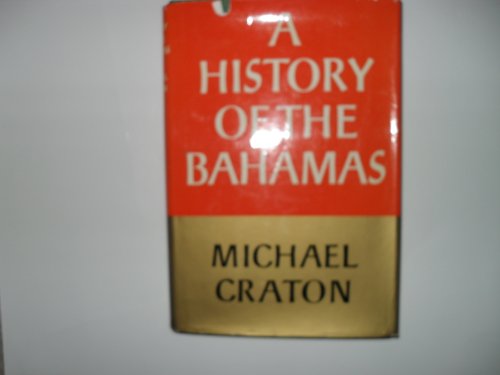 A
HISTORY
OF THE
BAHAMAS
MICHAEL
CRATON